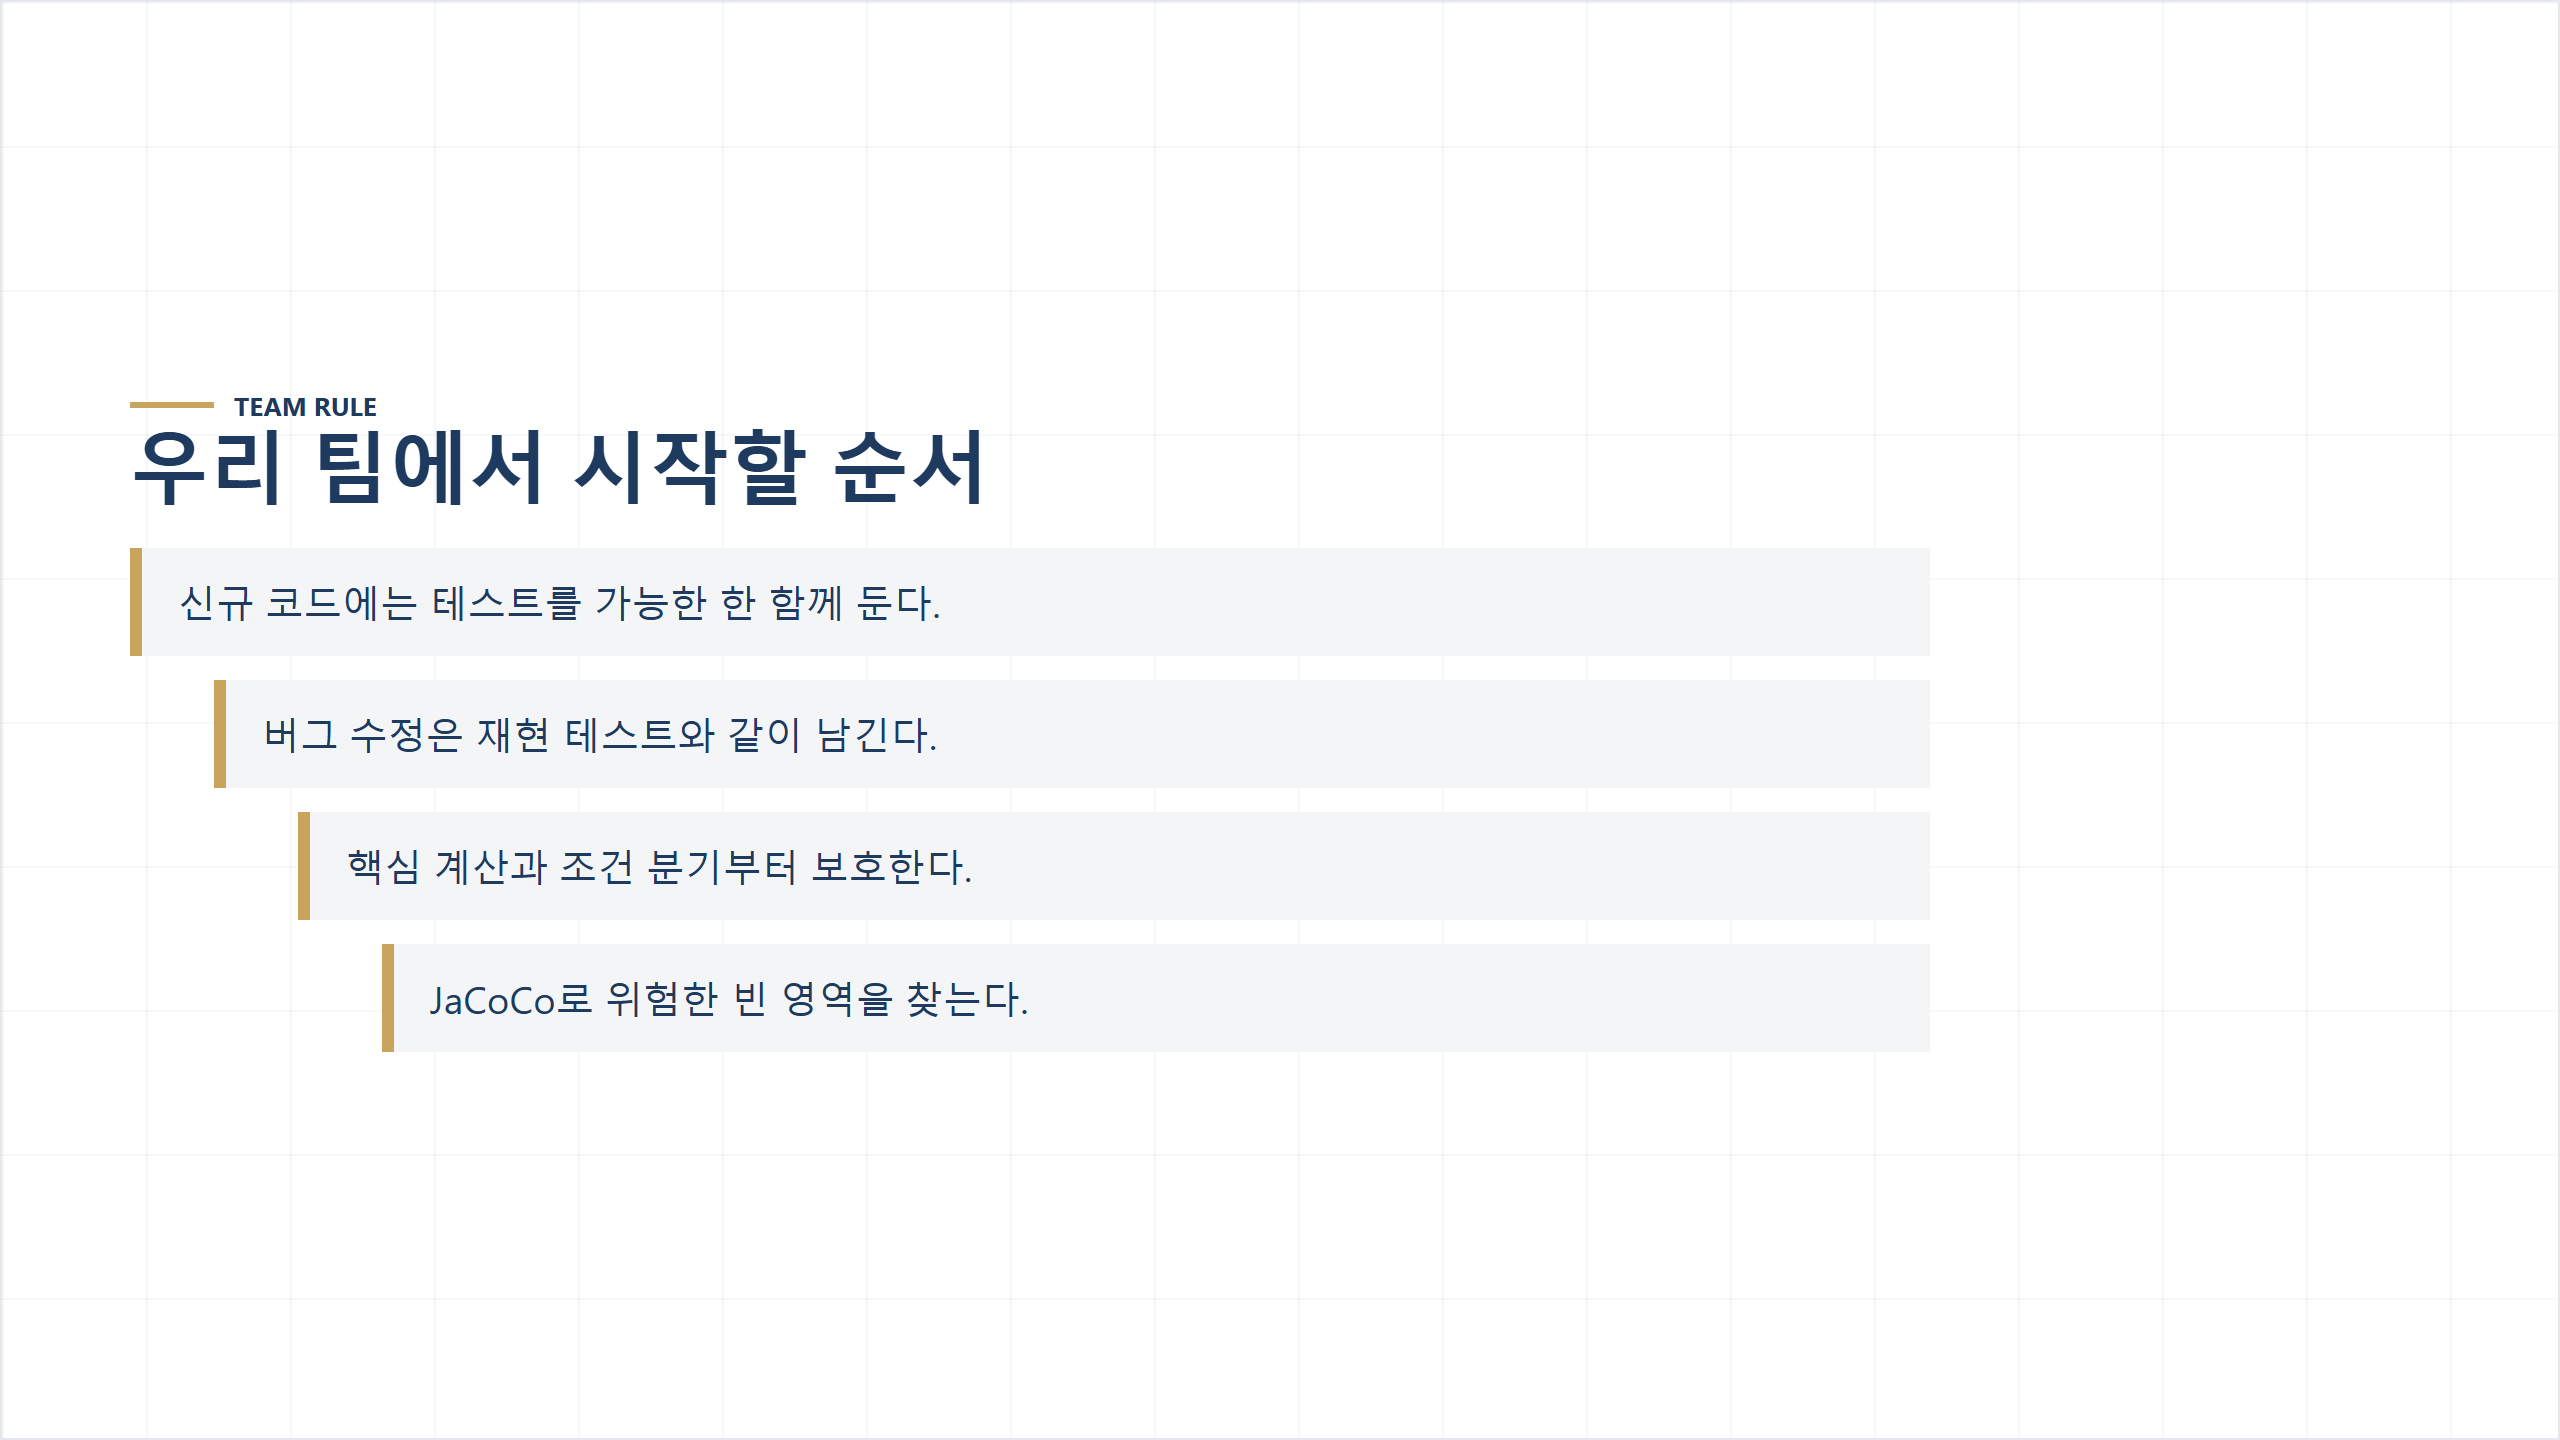 TEAM RULE
우리 팀에서 시작할 순서
신규 코드에는 테스트를 가능한 한 함께 둔다.
버그 수정은 재현 테스트와 같이 남긴다.
핵심 계산과 조건 분기부터 보호한다.
JaCoCo로 위험한 빈 영역을 찾는다.